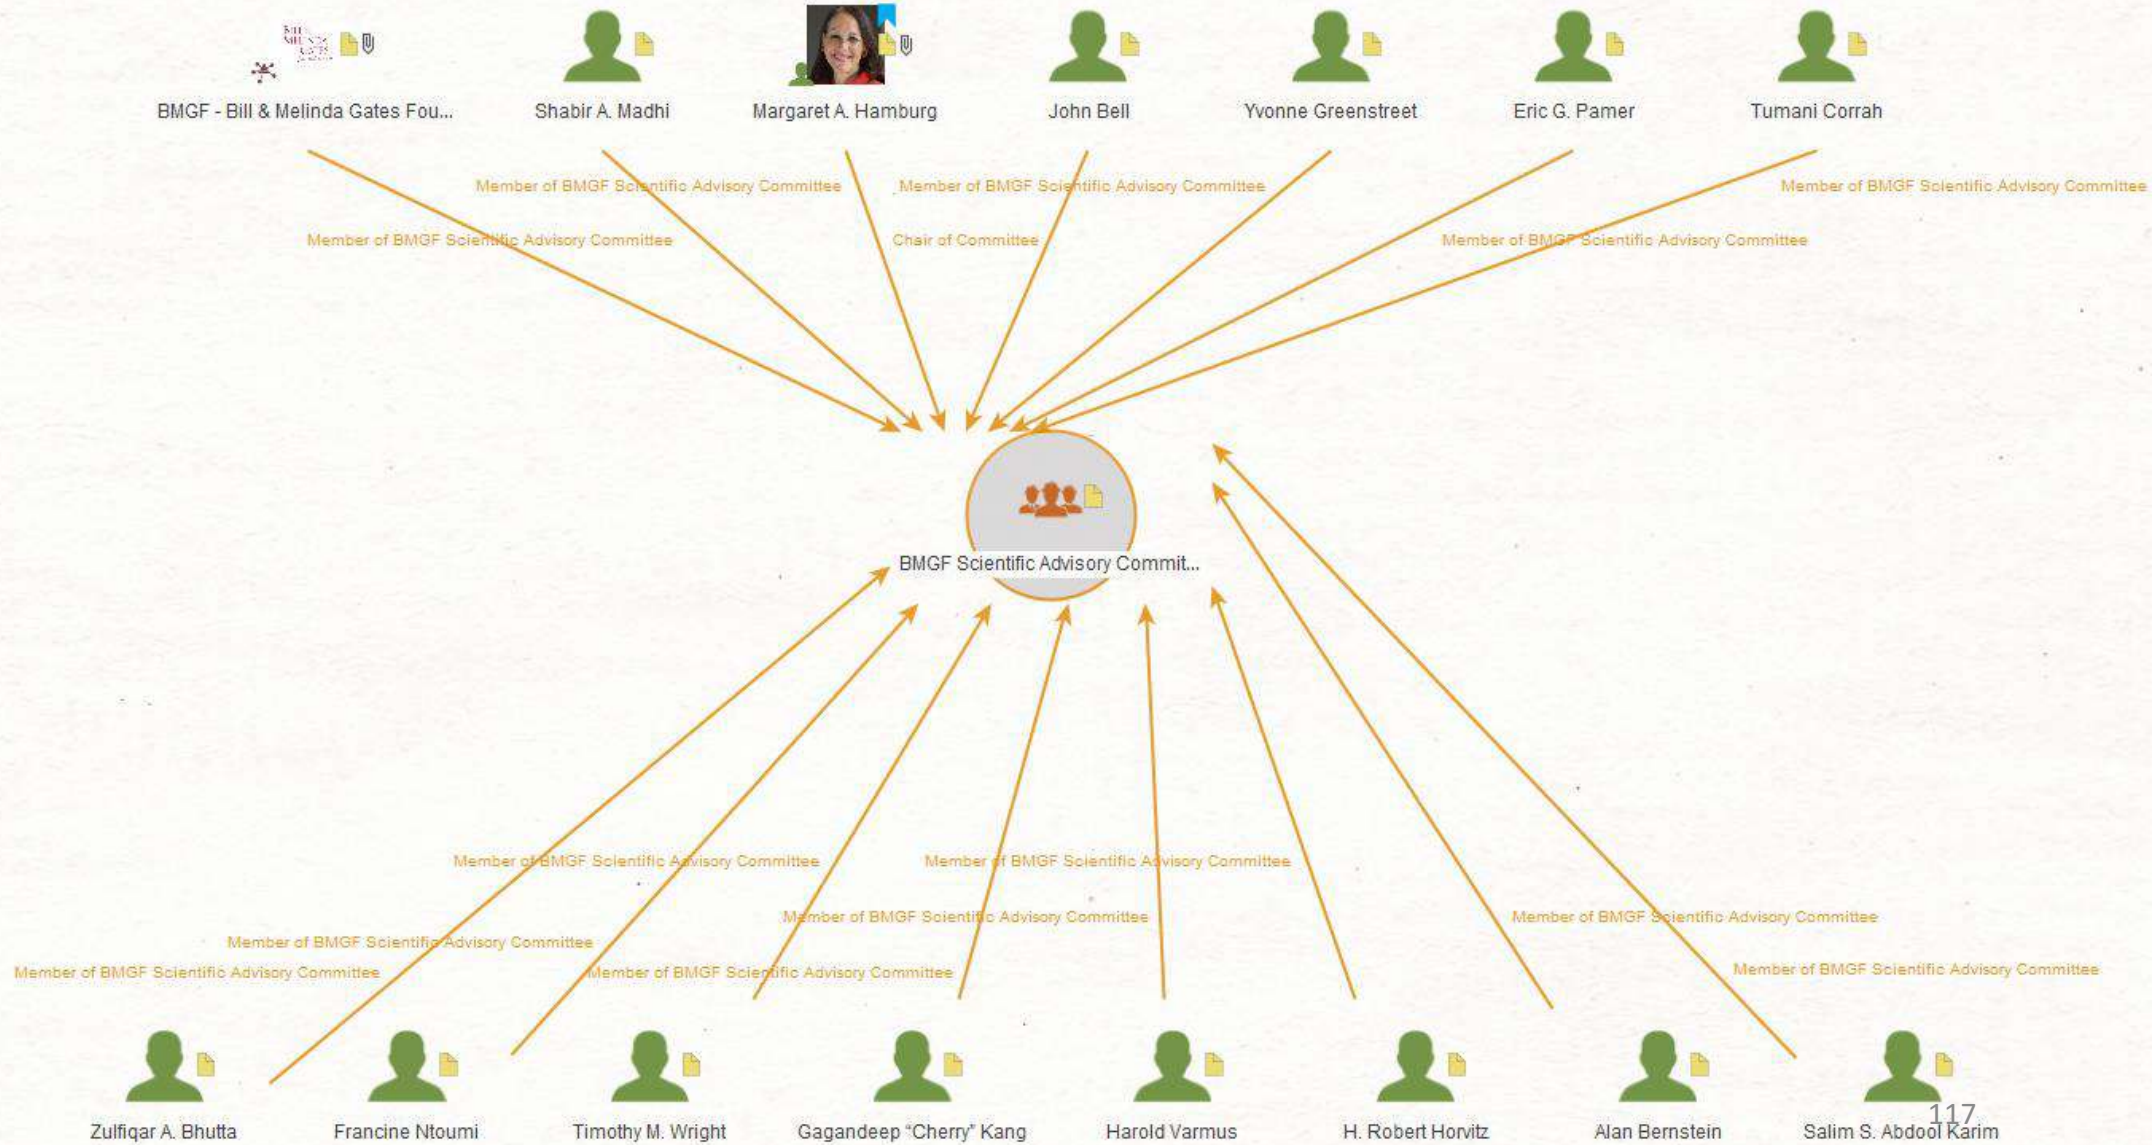 BMGF - Bill & Melinda Gates Fou...
Shabir A. Madhi
Margaret A. Hamburg
John Bell
Yvonne Greenstreet
Eric G. Pamer
Tumani Corrah
Member of BMGF Scientific Advisory Committee
Member of BMGF Scientific Advisory Committee
Member of BMGF Scientific Advisory Committee
Member of BMGF Scientific Advisory Committee
Chair of Committee
Member of BMGF Scientific Advisory Committee
BMGF Scientific Advisory Commit...
Member of BMGF Scientific Advisory Committee
Member of BMGF Scientific Advisory Committee
Member of BMGF Scientific Advisory Committee
Member of BMGF Scientific Advisory Committee
Member of BMGF Scientific Advisory Committee
Member of BMGF Scientific Advisory Committee
Member of BMGF Scientific Advisory Committee
Member of BMGF Scientific Advisory Committee
117
Zulfiqar A. Bhutta
Francine Ntoumi
Timothy M. Wright
Gagandeep “Cherry” Kang
Harold Varmus
H. Robert Horvitz
Alan Bernstein
Salim S. Abdool Karim